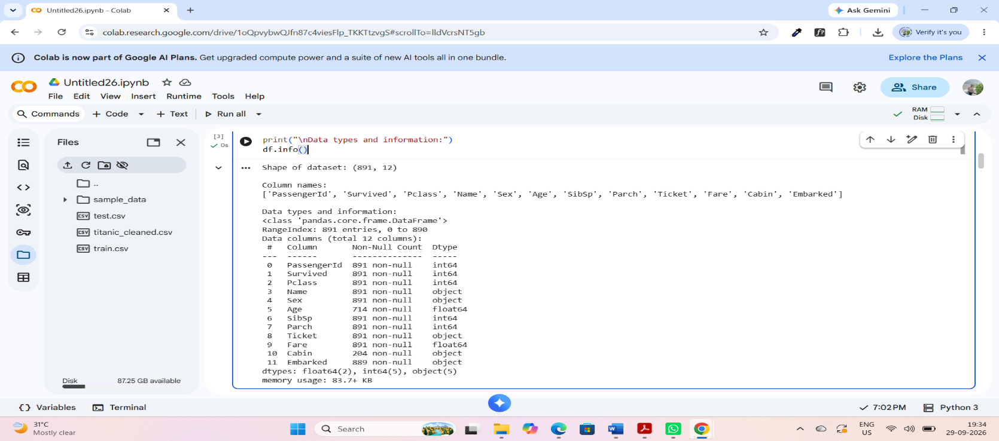 Untitled26.ipynb - Colab
Ask Gemini
colab.research.google.com/drive/1oQpvybwQJfn87c4viesFlp_TKKTtzvgS#scrollTo=lldVcrsNT5gb
Verify it's you
Colab is now part of Google AI Plans. Get upgraded compute power and a suite of new AI tools all in one bundle.
Explore the Plans
Untitled26.ipynb
File Edit View Insert Runtime Tools Help
Share
Commands + Code + Text Run all
RAM
Disk
Files
..
sample_data
CSV test.csv
CSV titanic_cleaned.csv
CSV train.csv
Disk 87.25 GB available
[3]
0s
print("\nData types and information:")
df.info()
Shape of dataset: (891, 12)
Column names:
['PassengerId', 'Survived', 'Pclass', 'Name', 'Sex', 'Age', 'SibSp', 'Parch', 'Ticket', 'Fare', 'Cabin', 'Embarked']
Data types and information:
<class 'pandas.core.frame.DataFrame'>
RangeIndex: 891 entries, 0 to 890
Data columns (total 12 columns):
# Column Non-Null Count Dtype
--- ------ -------------- -----
0 PassengerId 891 non-null int64
1 Survived 891 non-null int64
2 Pclass 891 non-null int64
3 Name 891 non-null object
4 Sex 891 non-null object
5 Age 714 non-null float64
6 SibSp 891 non-null int64
7 Parch 891 non-null int64
8 Ticket 891 non-null object
9 Fare 891 non-null float64
10 Cabin 204 non-null object
11 Embarked 889 non-null object
dtypes: float64(2), int64(5), object(5)
memory usage: 83.7+ KB
Variables Terminal
7:02 PM Python 3
31°C
Mostly clear
Search
ENG
US
19:34
29-09-2026